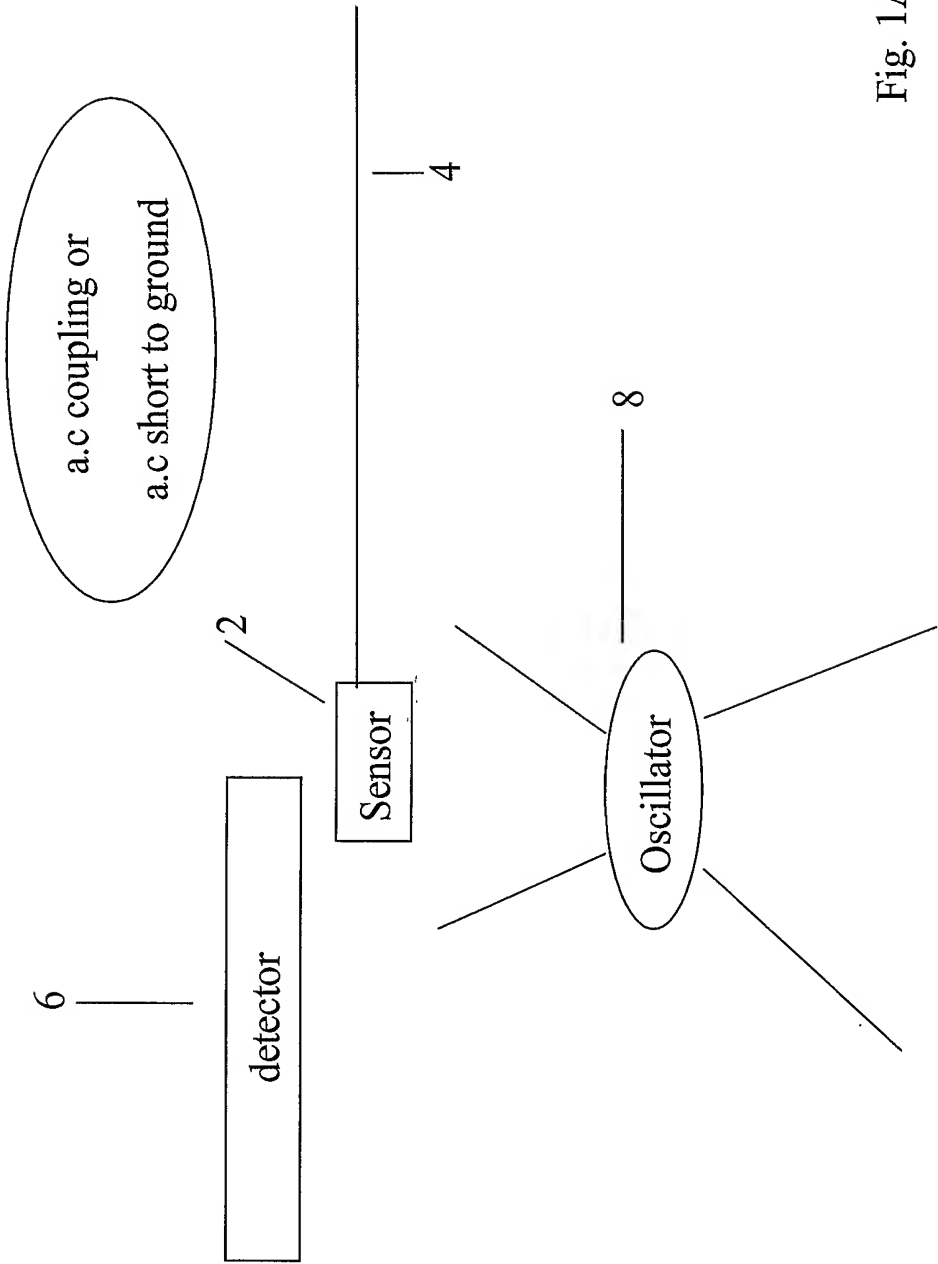 6
a.c coupling or
a.c short to ground
2
detector
Sensor
4
8
Oscillator
Fig. 1A